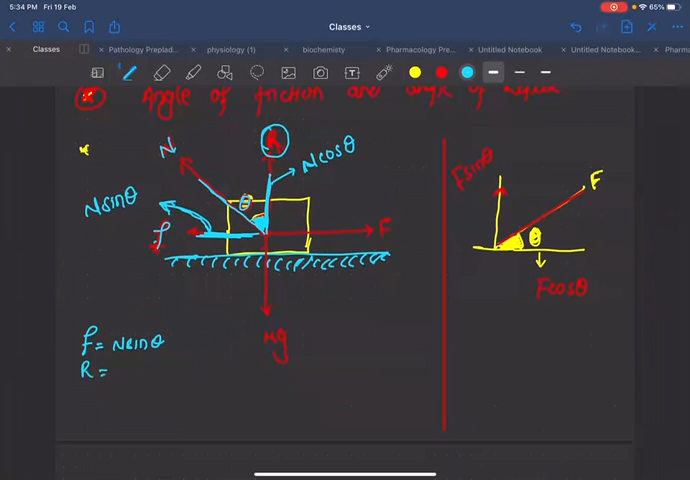 5:34 PM Fri 19 Feb
65%
Classes
Classes
Pathology Preplad...
physiology (1)
biochemisty
Pharmacology Pre...
Untitled Notebook
Untitled Notebook...
Pharma
Angle of friction are angle of
N
R
Ncosθ
θ
Nsinθ
f
F
mg
Fsinθ
F
θ
Fcosθ
f = Nsinθ
R =